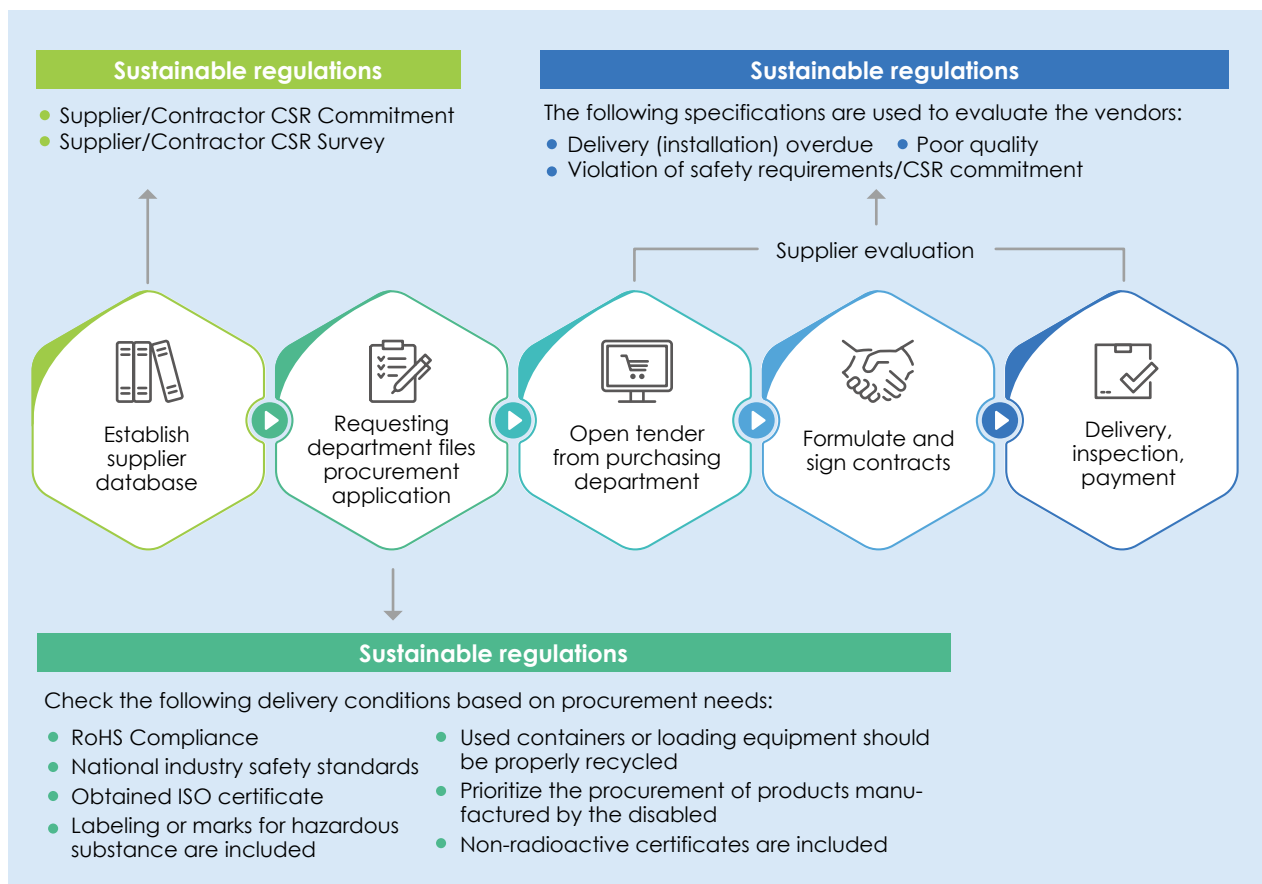 Sustainable regulations
• Supplier/Contractor CSR Commitment
• Supplier/Contractor CSR Survey
Sustainable regulations
The following specifications are used to evaluate the vendors:
• Delivery (installation) overdue • Poor quality
• Violation of safety requirements/CSR commitment
Supplier evaluation
Establish
supplier
database
Requesting
department files
procurement
application
Open tender
from purchasing
department
Formulate and
sign contracts
Delivery,
inspection,
payment
Sustainable regulations
Check the following delivery conditions based on procurement needs:
• RoHS Compliance
• National industry safety standards
• Obtained ISO certificate
• Labeling or marks for hazardous
substance are included
• Used containers or loading equipment should
be properly recycled
• Prioritize the procurement of products manu-
factured by the disabled
• Non-radioactive certificates are included